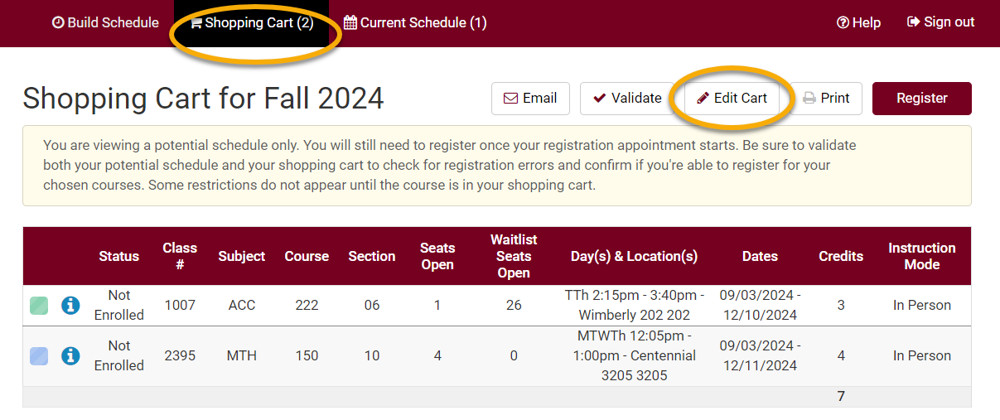 Build Schedule Shopping Cart (2) Current Schedule (1) Help Sign out
Shopping Cart for Fall 2024 Email Validate Edit Cart Print Register
You are viewing a potential schedule only. You will still need to register once your registration appointment starts. Be sure to validate
both your potential schedule and your shopping cart to check for registration errors and confirm if you're able to register for your
chosen courses. Some restrictions do not appear until the course is in your shopping cart.
Status Class # Subject Course Section Seats Open Waitlist Seats Open Day(s) & Location(s) Dates Credits Instruction Mode
Not Enrolled 1007 ACC 222 06 1 26 TTh 2:15pm - 3:40pm - Wimberly 202 202 09/03/2024 - 12/10/2024 3 In Person
Not Enrolled 2395 MTH 150 10 4 0 MTWTh 12:05pm - 1:00pm - Centennial 3205 3205 09/03/2024 - 12/11/2024 4 In Person
7